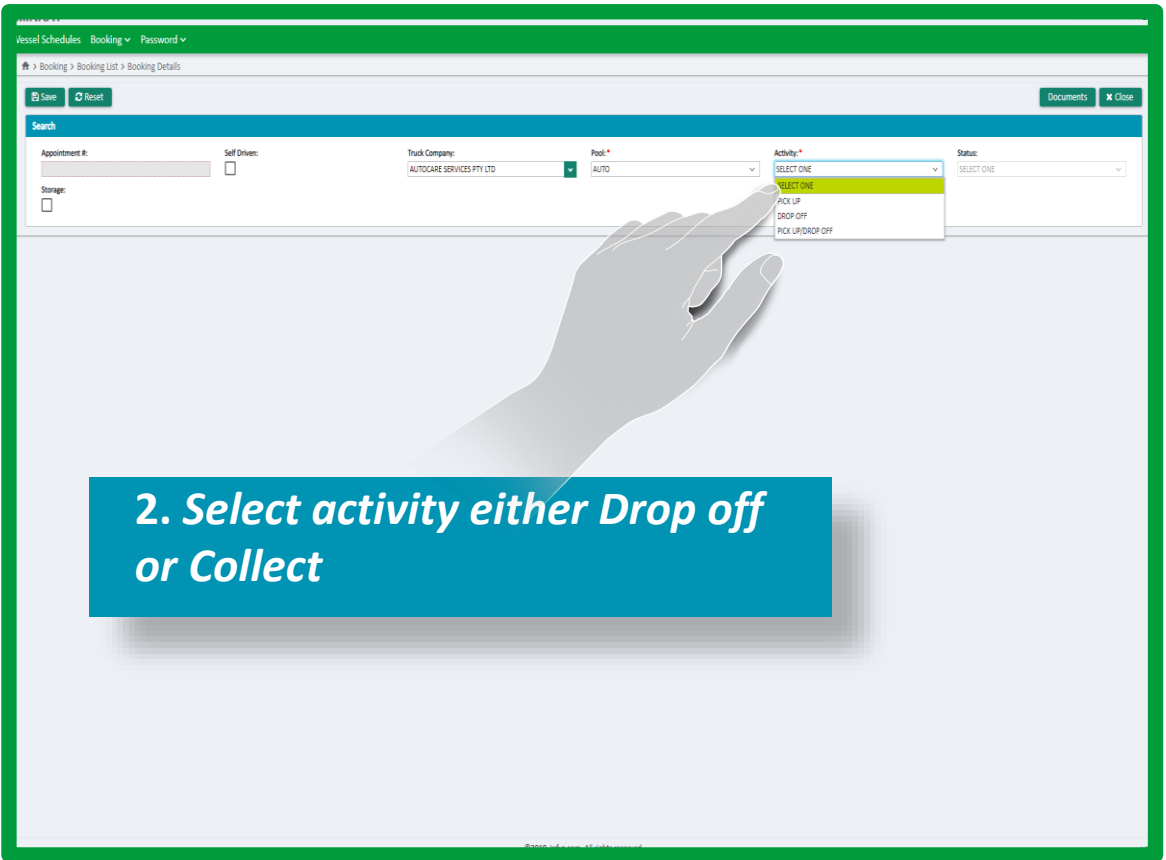 Vessel Schedules Booking Password
> Booking > Booking List > Booking Details
Save Reset Documents Close
Search
Appointment #: Self Driven: Truck Company: Pool: * Activity: * Status:
AUTOCARE SERVICES PTY LTD AUTO SELECT ONE SELECT ONE
Storage:
SELECT ONE
PICK UP
DROP OFF
PICK UP/DROP OFF
2. Select activity either Drop off
or Collect